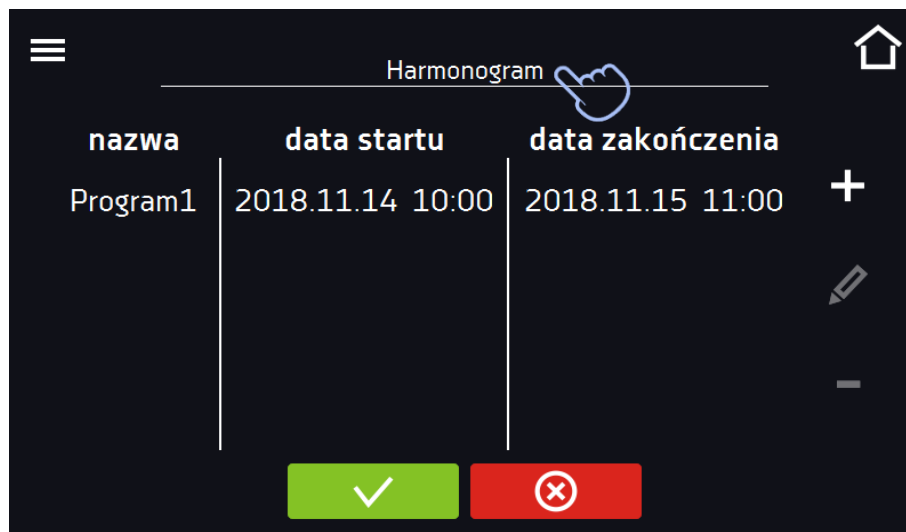 Harmonogram
nazwa data startu data zakończenia
Program1 2018.11.14 10:00 2018.11.15 11:00